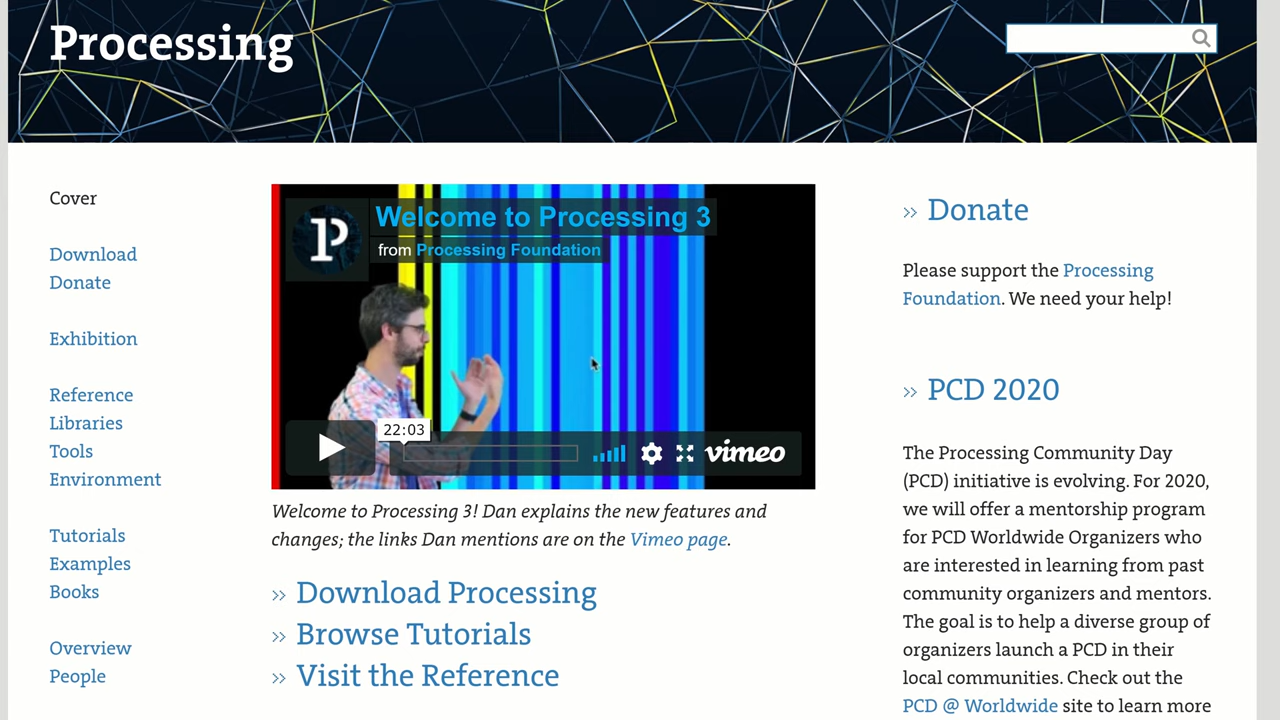 Processing
Cover
Download
Donate
Exhibition
Reference
Libraries
Tools
Environment
Tutorials
Examples
Books
Overview
People
Welcome to Processing 3
from Processing Foundation
22:03
vimeo
Welcome to Processing 3! Dan explains the new features and
changes; the links Dan mentions are on the Vimeo page.
» Download Processing
» Browse Tutorials
» Visit the Reference
» Donate
Please support the Processing
Foundation. We need your help!
» PCD 2020
The Processing Community Day
(PCD) initiative is evolving. For 2020,
we will offer a mentorship program
for PCD Worldwide Organizers who
are interested in learning from past
community organizers and mentors.
The goal is to help a diverse group of
organizers launch a PCD in their
local communities. Check out the
PCD @ Worldwide site to learn more